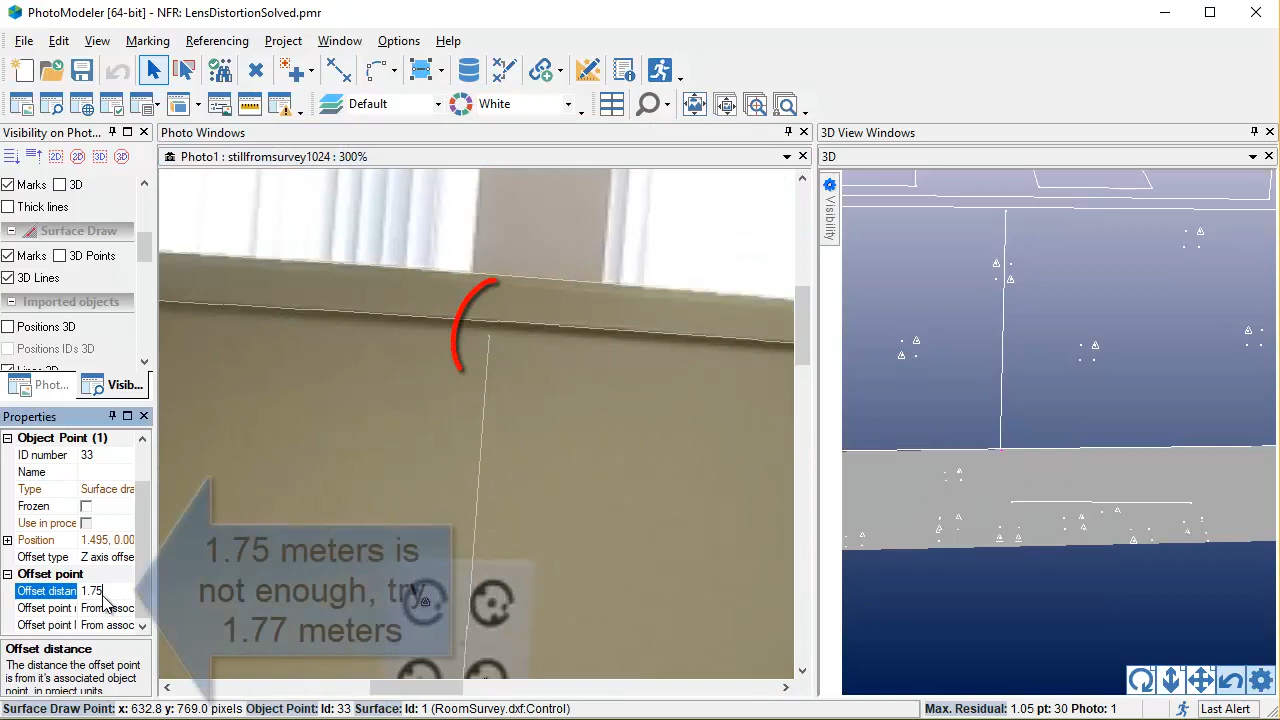 PhotoModeler [64-bit] - NFR: LensDistortionSolved.pmr
File Edit View Marking Referencing Project Window Options Help
Default White
Visibility on Phot... Photo Windows 3D View Windows
Photo1 : stillfromsurvey1024 : 300% 3D
2D 2D 3D 3D
Marks 3D
Thick lines
Surface Draw
Marks 3D Points
3D Lines
Imported objects
Positions 3D
Positions IDs 3D
Visibility
Phot... Visib...
Properties
Object Point (1)
ID number 33
Name
Type Surface dra
Frozen
Use in proce
Position 1.495, 0.00
Offset type Z axis offse
Offset point
Offset distan 1.75
Offset point r From assoc
Offset point l From assoc
1.75 meters is
not enough, try
1.77 meters
Offset distance
The distance the offset point
is from it's associated object
point, in project units.
Surface Draw Point: x: 632.8 y: 769.0 pixels Object Point: Id: 33 Surface: Id: 1 (RoomSurvey.dxf:Control) Max. Residual: 1.05 pt: 30 Photo: 1 Last Alert